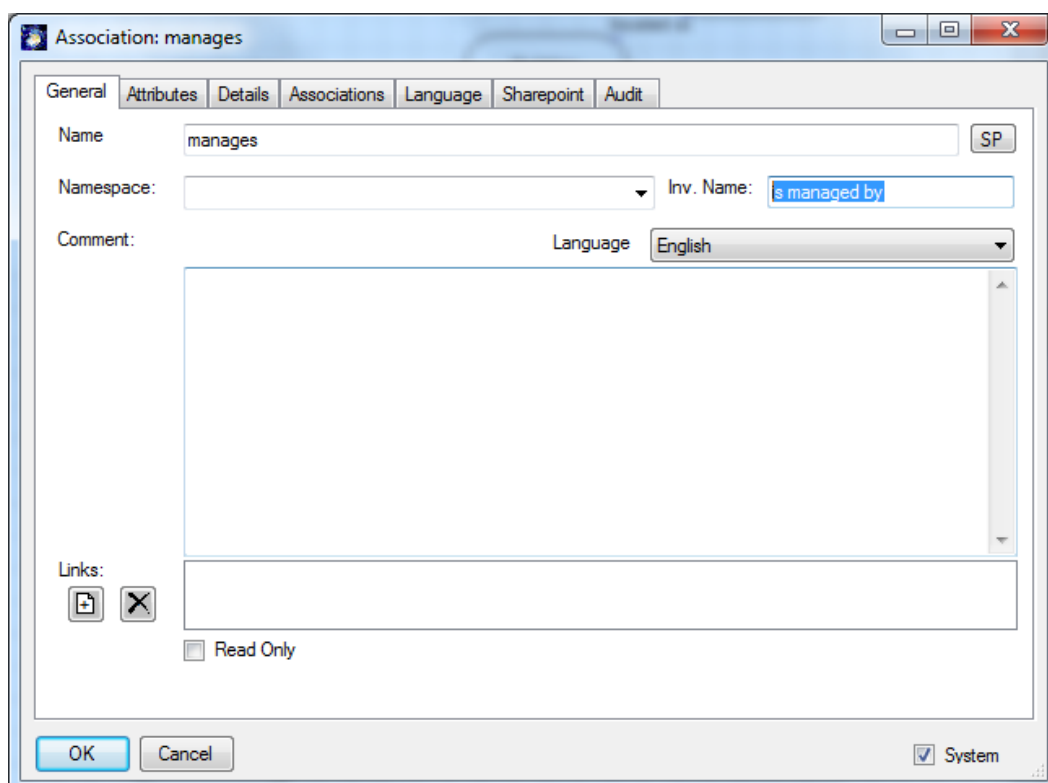 Association: manages
General Attributes Details Associations Language Sharepoint Audit
Name manages SP
Namespace: Inv. Name: is managed by
Comment: Language English
Links:
Read Only
OK Cancel System